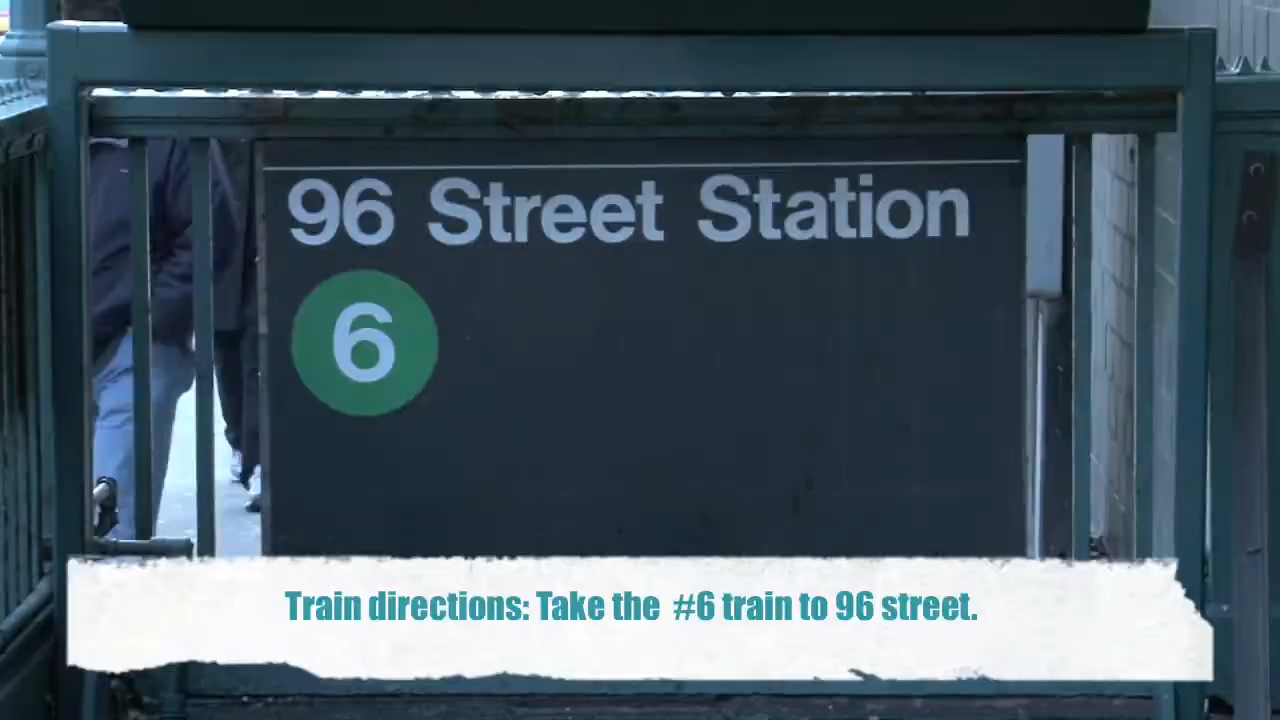 96 Street Station
6
Train directions: Take the #6 train to 96 street.